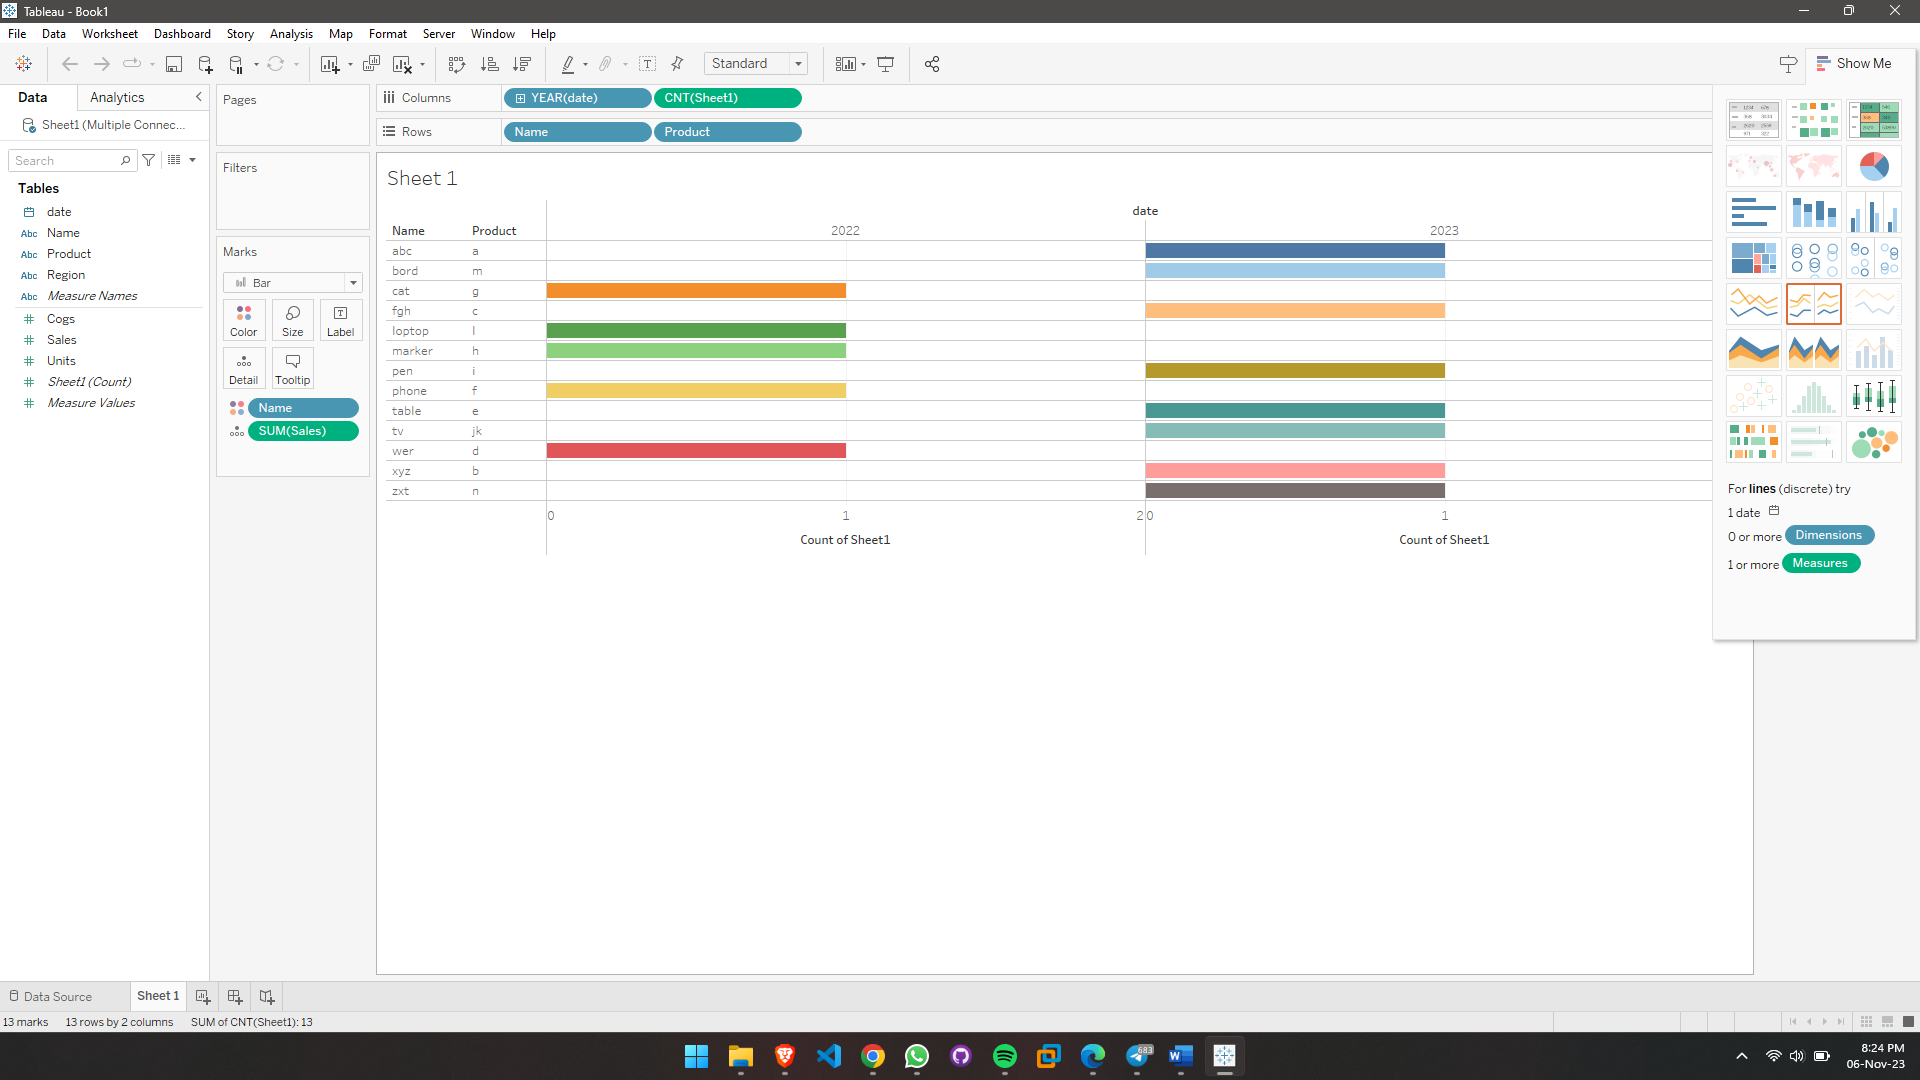 Tableau - Book1
File Data Worksheet Dashboard Story Analysis Map Format Server Window Help
Standard
Show Me
Data Analytics
Sheet1 (Multiple Connec...
Search
Tables
date
Abc Name
Abc Product
Abc Region
Abc Measure Names
Cogs
Sales
Units
Sheet1 (Count)
Measure Values
Pages
Filters
Marks
Bar
Color Size Label
Detail Tooltip
Name
SUM(Sales)
Columns YEAR(date) CNT(Sheet1)
Rows Name Product
Sheet 1
date
Name Product 2022 2023
abc a
bord m
cat g
fgh c
loptop l
marker h
pen i
phone f
table e
tv jk
wer d
xyz b
zxt n
0 1 2 0 1
Count of Sheet1 Count of Sheet1
For lines (discrete) try
1 date
0 or more Dimensions
1 or more Measures
Data Source Sheet 1
13 marks 13 rows by 2 columns SUM of CNT(Sheet1): 13
683
8:24 PM
06-Nov-23